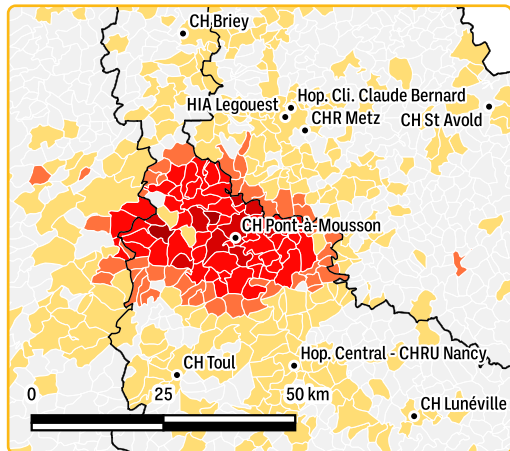 CH Briey
Hop. Cli. Claude Bernard
HIA Legouest
CHR Metz
CH St Avold
CH Pont-à-Mousson
Hop. Central - CHRU Nancy
CH Toul
0 25 50 km
CH Lunéville